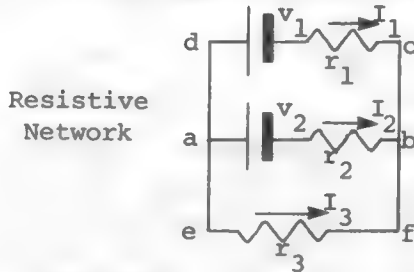 d v₁ I₁ c
r₁
Resistive
Network
a v₂ I₂ b
r₂
e I₃ f
r₃